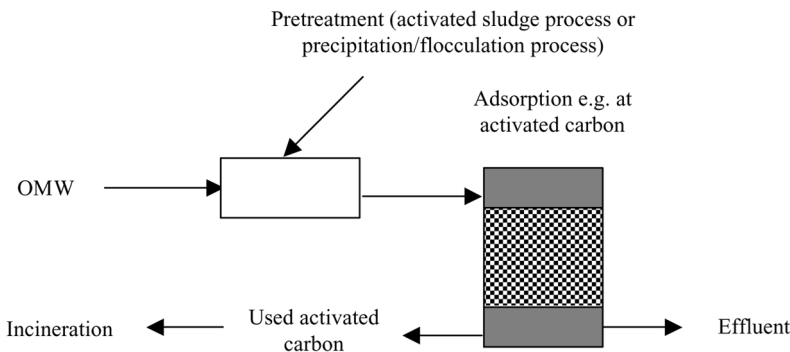 Pretreatment (activated sludge process or
precipitation/flocculation process)
Adsorption e.g. at
activated carbon
OMW
Incineration
Used activated
carbon
Effluent